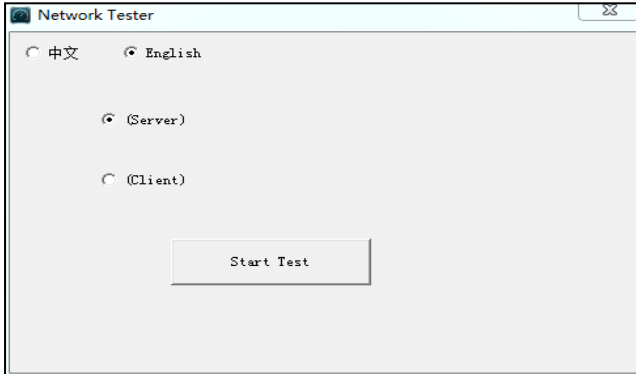 Network Tester
中文 English
(Server)
(Client)
Start Test